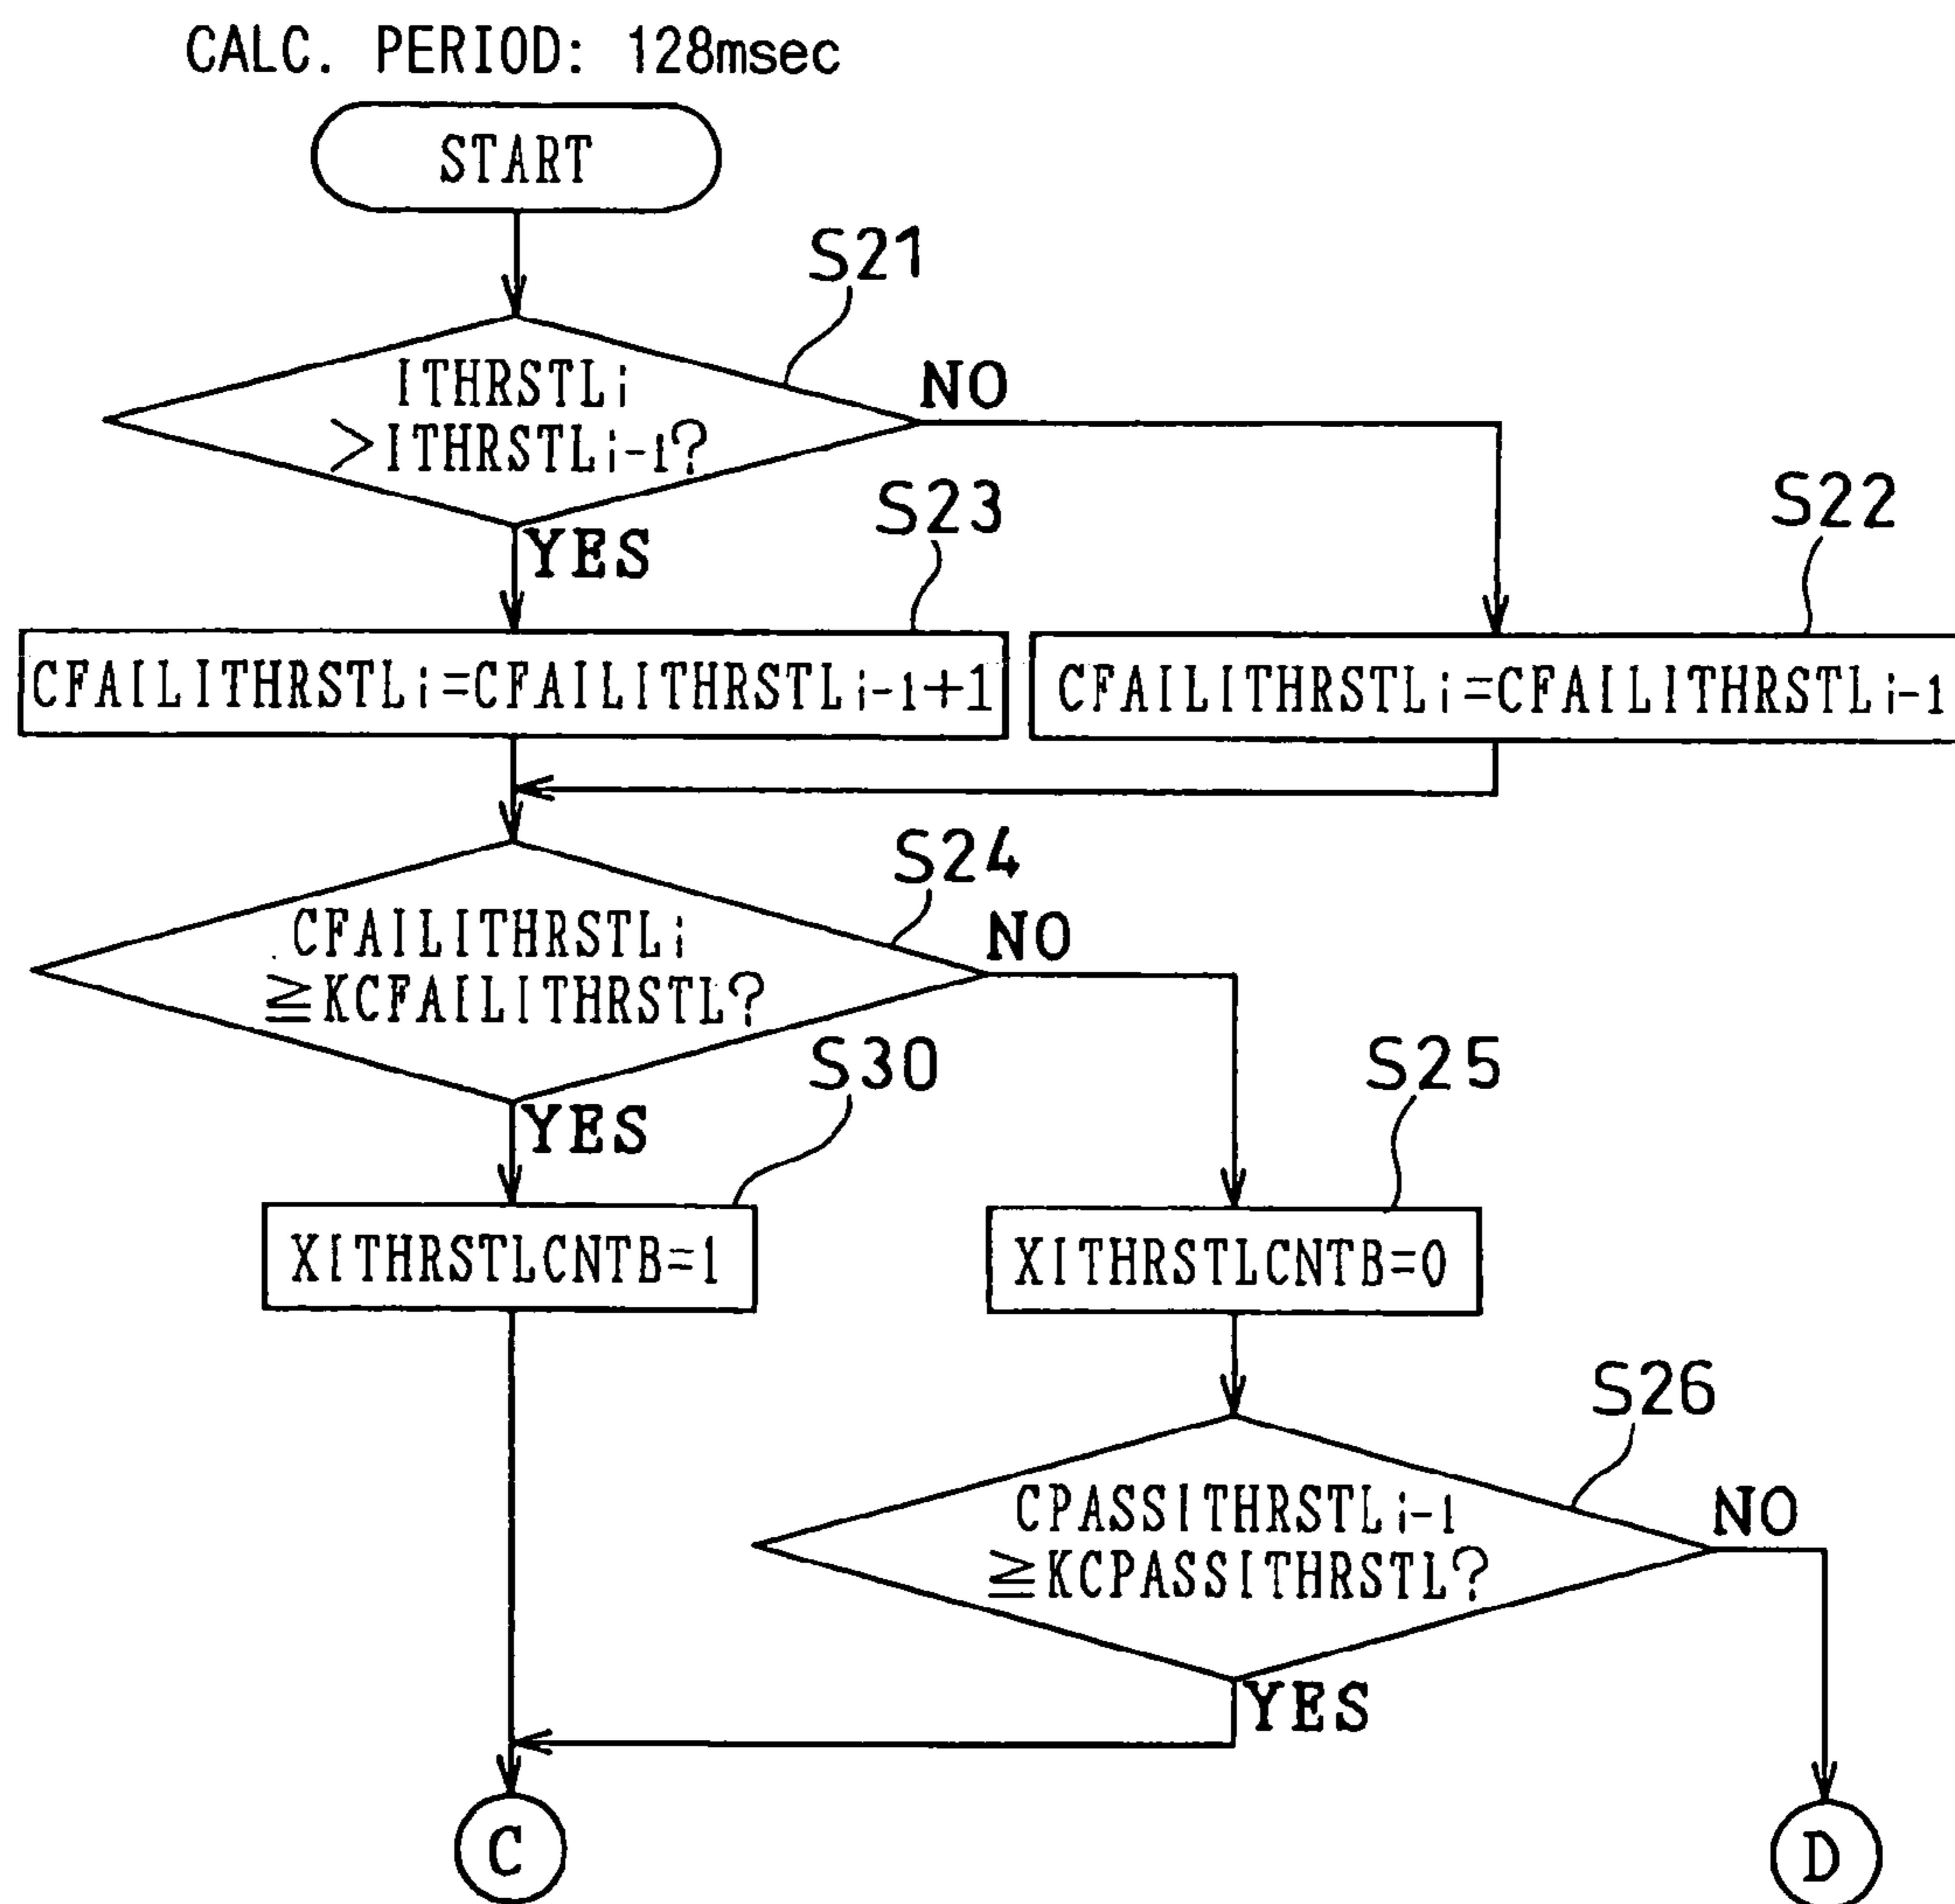 CALC. PERIOD: 128msec
START
S21
ITHRSTLi
>ITHRSTLi-1?
NO
YES
S23
S22
CFAILITHRSTLi=CFAILITHRSTLi-1+1
CFAILITHRSTLi=CFAILITHRSTLi-1
S24
CFAILITHRSTLi
≧KCFAILITHRSTL?
NO
YES
S30
S25
XITHRSTLCNTB=1
XITHRSTLCNTB=0
S26
CPASSITHRSTLi-1
≧KCPASSITHRSTL?
NO
YES
C
D